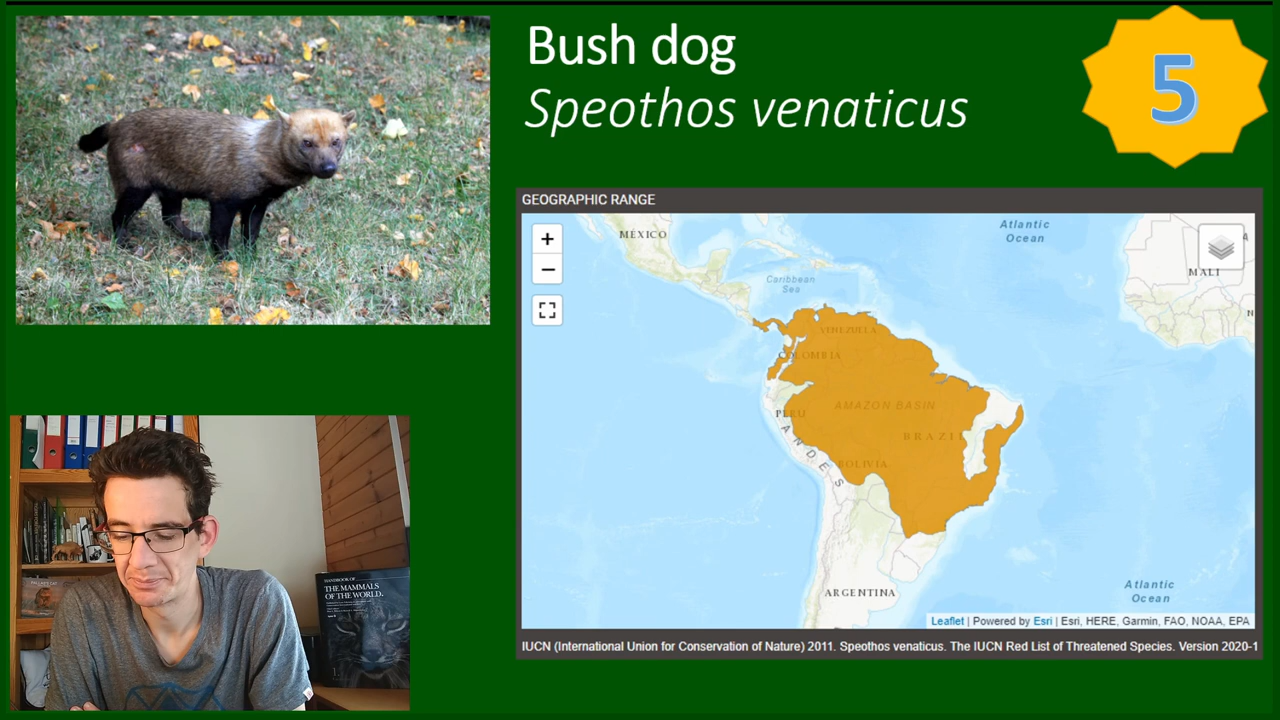 Bush dog
Speothos venaticus
5
GEOGRAPHIC RANGE
+
−
MÉXICO
Atlantic
Ocean
MALI
Caribbean
Sea
VENEZUELA
COLOMBIA
AMAZON BASIN
PERU
BRAZIL
ANDES
BOLIVIA
ARGENTINA
Atlantic
Ocean
Leaflet | Powered by Esri | Esri, HERE, Garmin, FAO, NOAA, EPA
IUCN (International Union for Conservation of Nature) 2011. Speothos venaticus. The IUCN Red List of Threatened Species. Version 2020-1
HANDBOOK OF
THE MAMMALS
OF THE WORLD.
1.